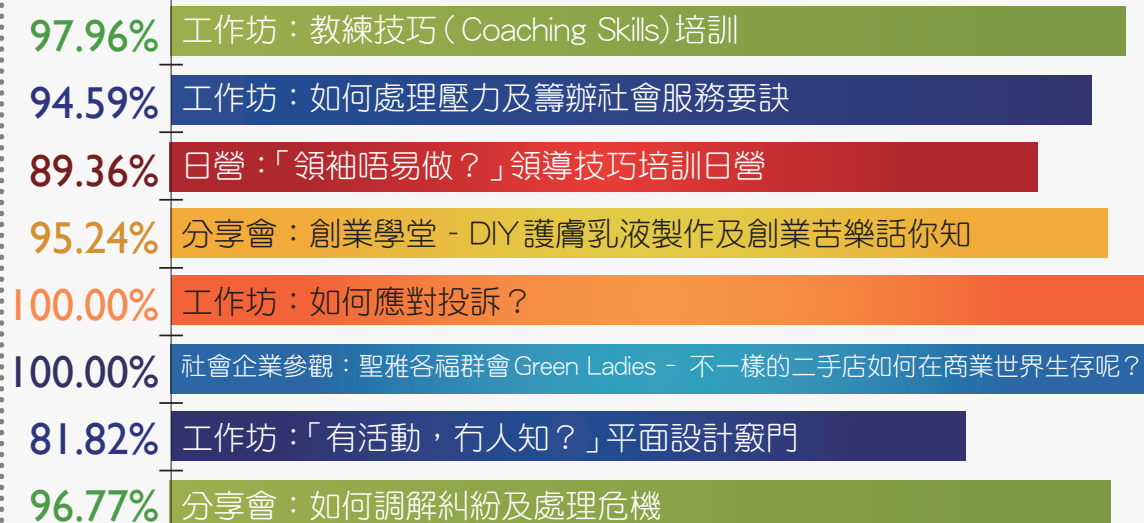 97.96% 工作坊：教練技巧（Coaching Skills)培訓
94.59% 工作坊：如何處理壓力及籌辦社會服務要訣
89.36% 日營：「領袖唔易做？」領導技巧培訓日營
95.24% 分享會：創業學堂 - DIY護膚乳液製作及創業苦樂話你知
100.00% 工作坊：如何應對投訴？
100.00% 社會企業參觀：聖雅各福群會Green Ladies - 不一樣的二手店如何在商業世界生存呢？
81.82% 工作坊：「有活動，冇人知？」平面設計竅門
96.77% 分享會：如何調解糾紛及處理危機